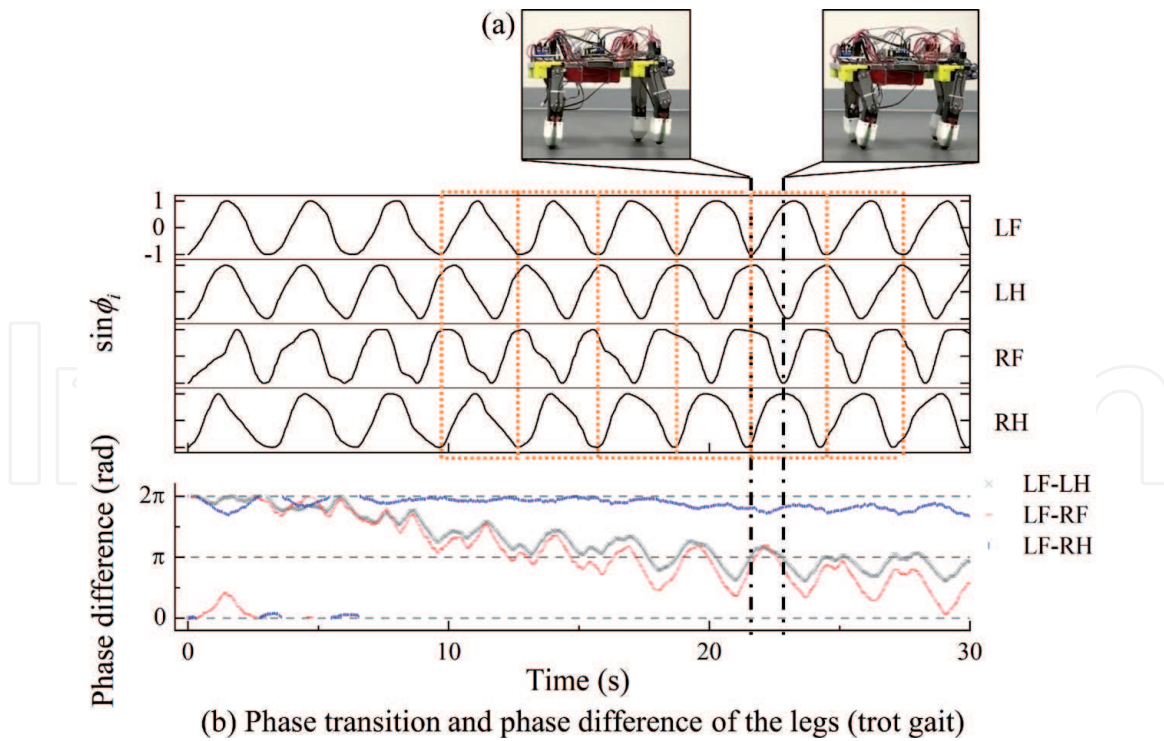 (a)
1
0
-1
LF
LH
RF
RH
sinϕi
Phase difference (rad)
2π
π
0
LF-LH
LF-RF
LF-RH
0
10
20
30
Time (s)
(b) Phase transition and phase difference of the legs (trot gait)